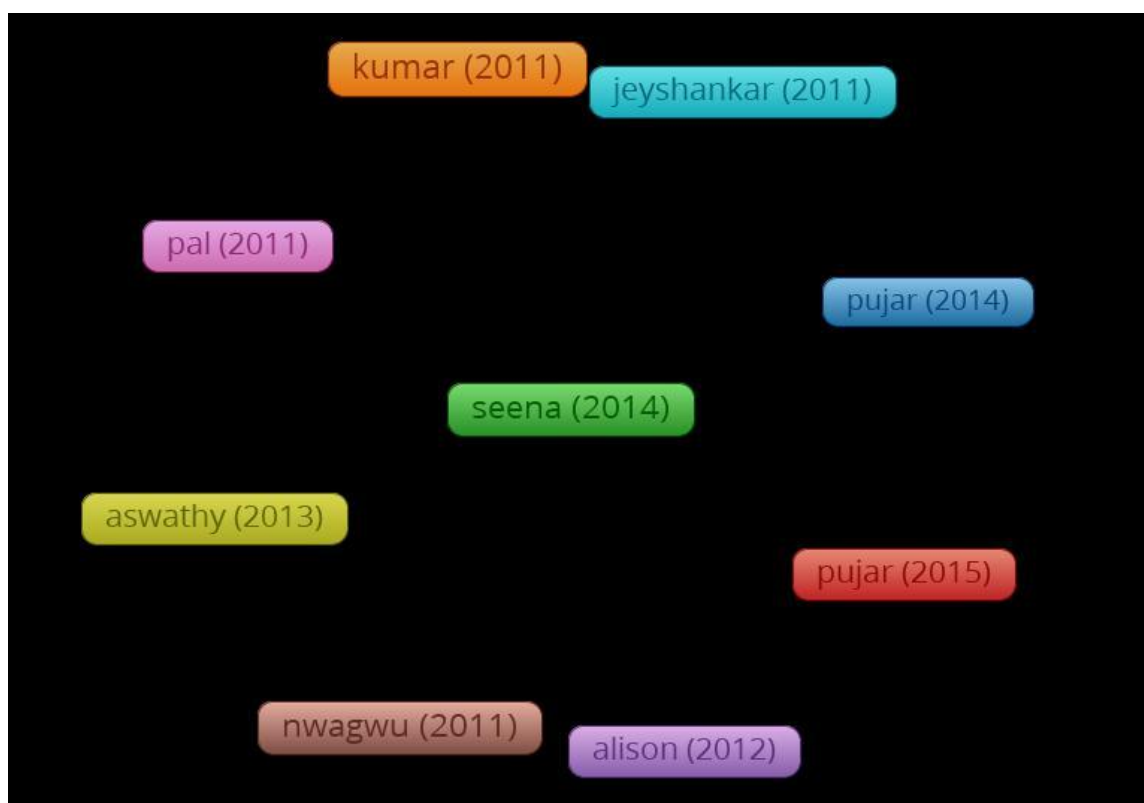 kumar (2011)
jeyshankar (2011)
pal (2011)
pujar (2014)
seena (2014)
aswathy (2013)
pujar (2015)
nwagwu (2011)
alison (2012)